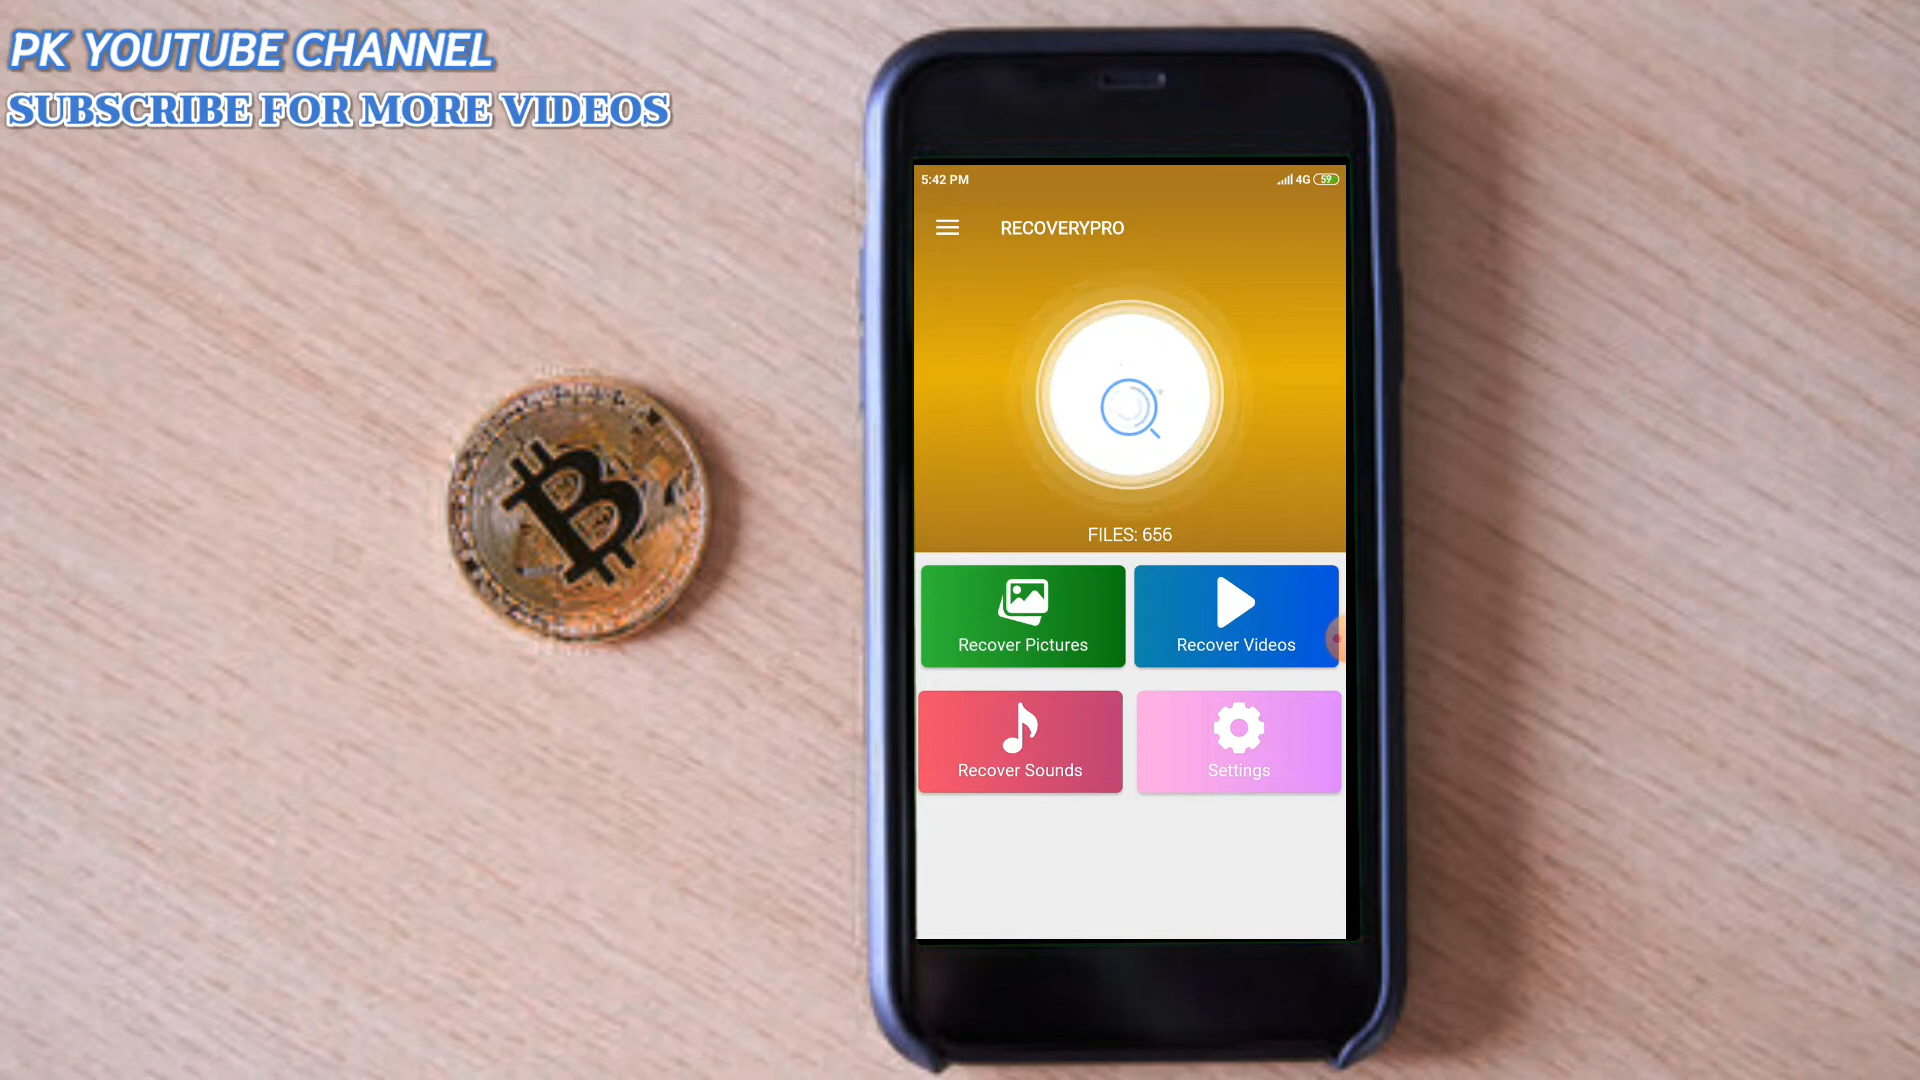 PK YOUTUBE CHANNEL
SUBSCRIBE FOR MORE VIDEOS
5:42 PM
4G 59
RECOVERYPRO
FILES: 656
Recover Pictures
Recover Videos
Recover Sounds
Settings